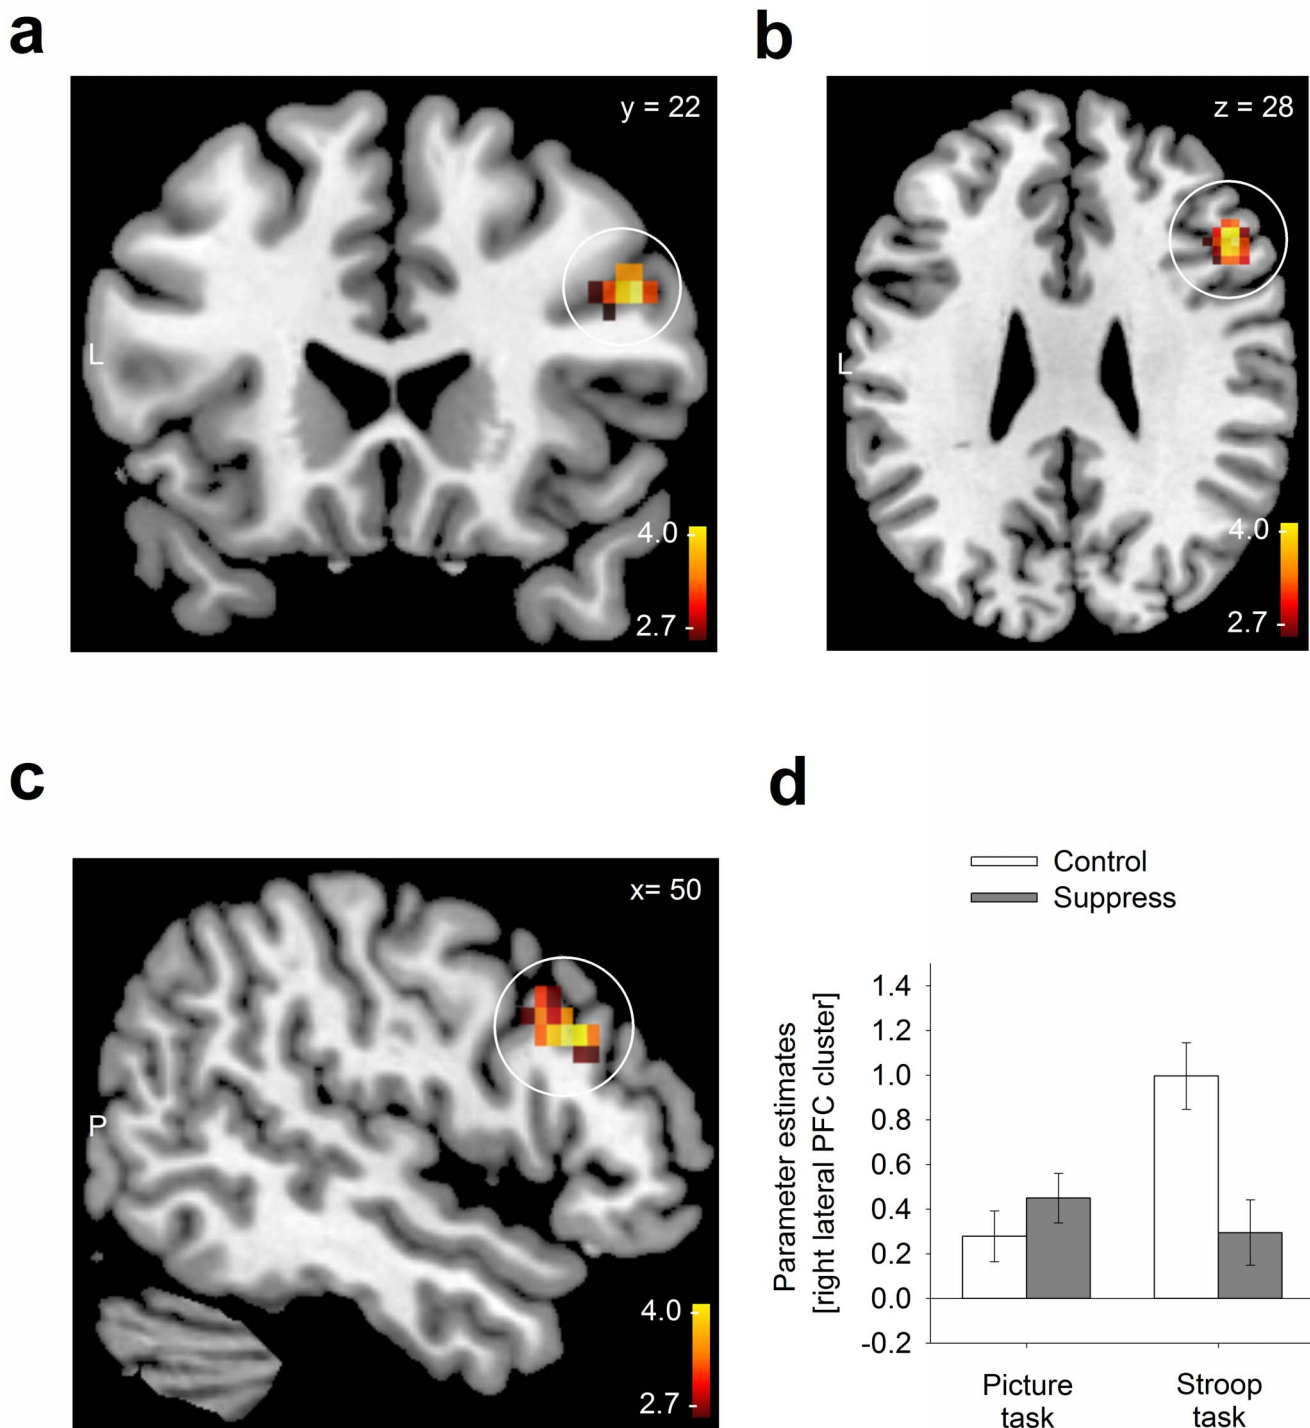 a
y = 22
L
4.0 -
2.7 -
b
z = 28
L
4.0 -
2.7 -
c
x= 50
P
4.0 -
2.7 -
d
Control
Suppress
Parameter estimates
[right lateral PFC cluster]
1.4
1.2
1.0
0.8
0.6
0.4
0.2
0.0
-0.2
Picture
task
Stroop
task